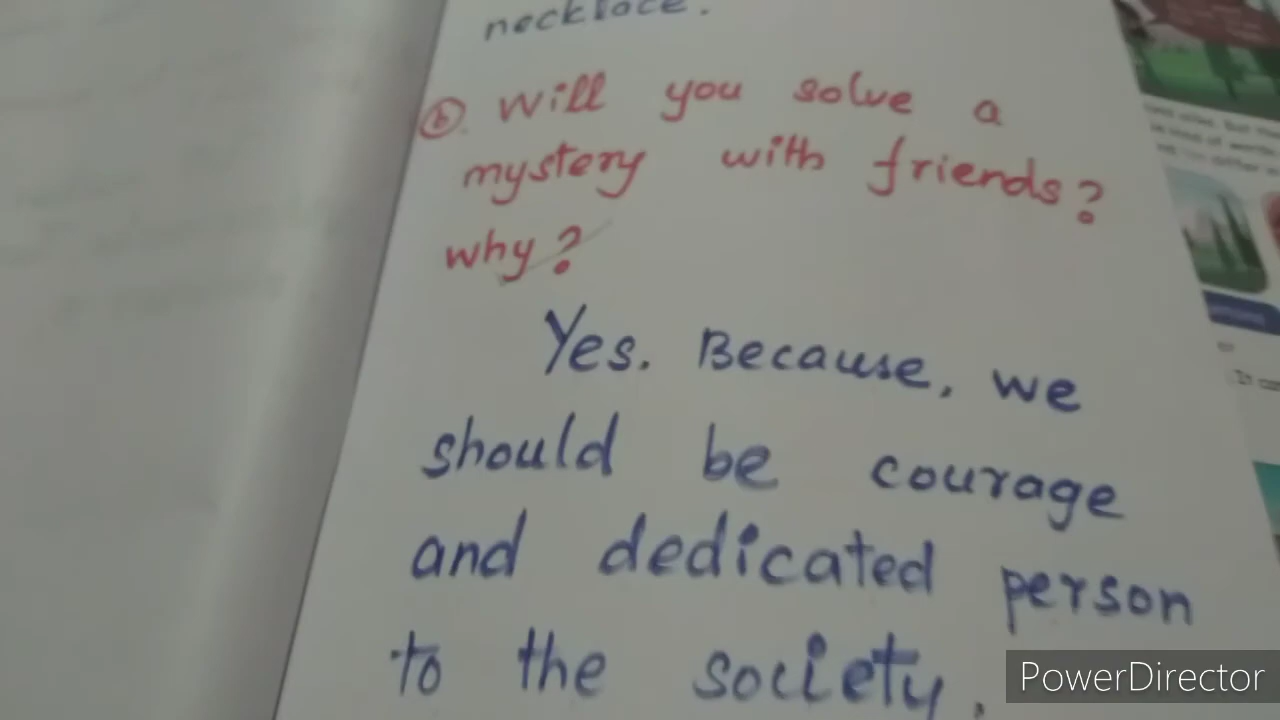 necklace.
b. Will you solve a
mystery with friends?
why?
Yes. Because, we
should be courage
and dedicated person
to the society.
PowerDirector